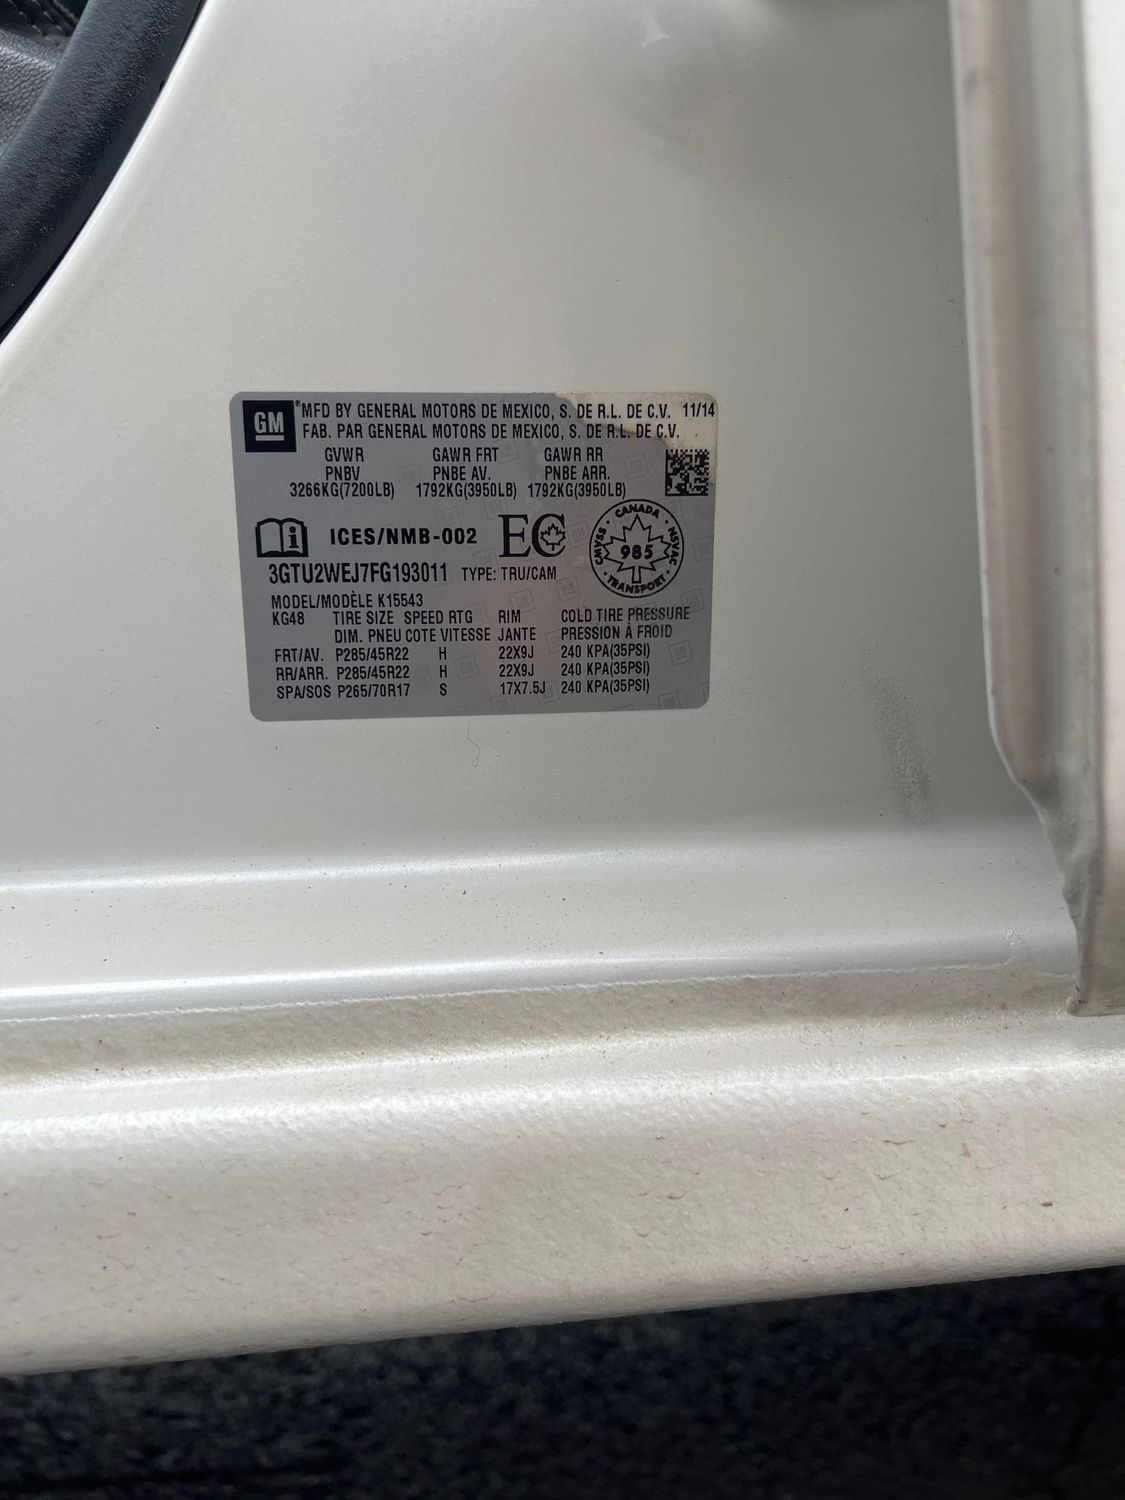 GM ® MFD BY GENERAL MOTORS DE MEXICO, S. DE R.L. DE C.V. 11/14
FAB. PAR GENERAL MOTORS DE MEXICO, S. DE R.L. DE C.V.
GVWR GAWR FRT GAWR RR
PNBV PNBE AV. PNBE ARR.
3266KG(7200LB) 1792KG(3950LB) 1792KG(3950LB)
i ICES/NMB-002 EC CANADA CMVSS NSVAC 985 TRANSPORT
3GTU2WEJ7FG193011 TYPE: TRU/CAM
MODEL/MODÈLE K15543
KG48 TIRE SIZE SPEED RTG RIM COLD TIRE PRESSURE
DIM. PNEU COTE VITESSE JANTE PRESSION À FROID
FRT/AV. P285/45R22 H 22X9J 240 KPA(35PSI)
RR/ARR. P285/45R22 H 22X9J 240 KPA(35PSI)
SPA/SOS P265/70R17 S 17X7.5J 240 KPA(35PSI)